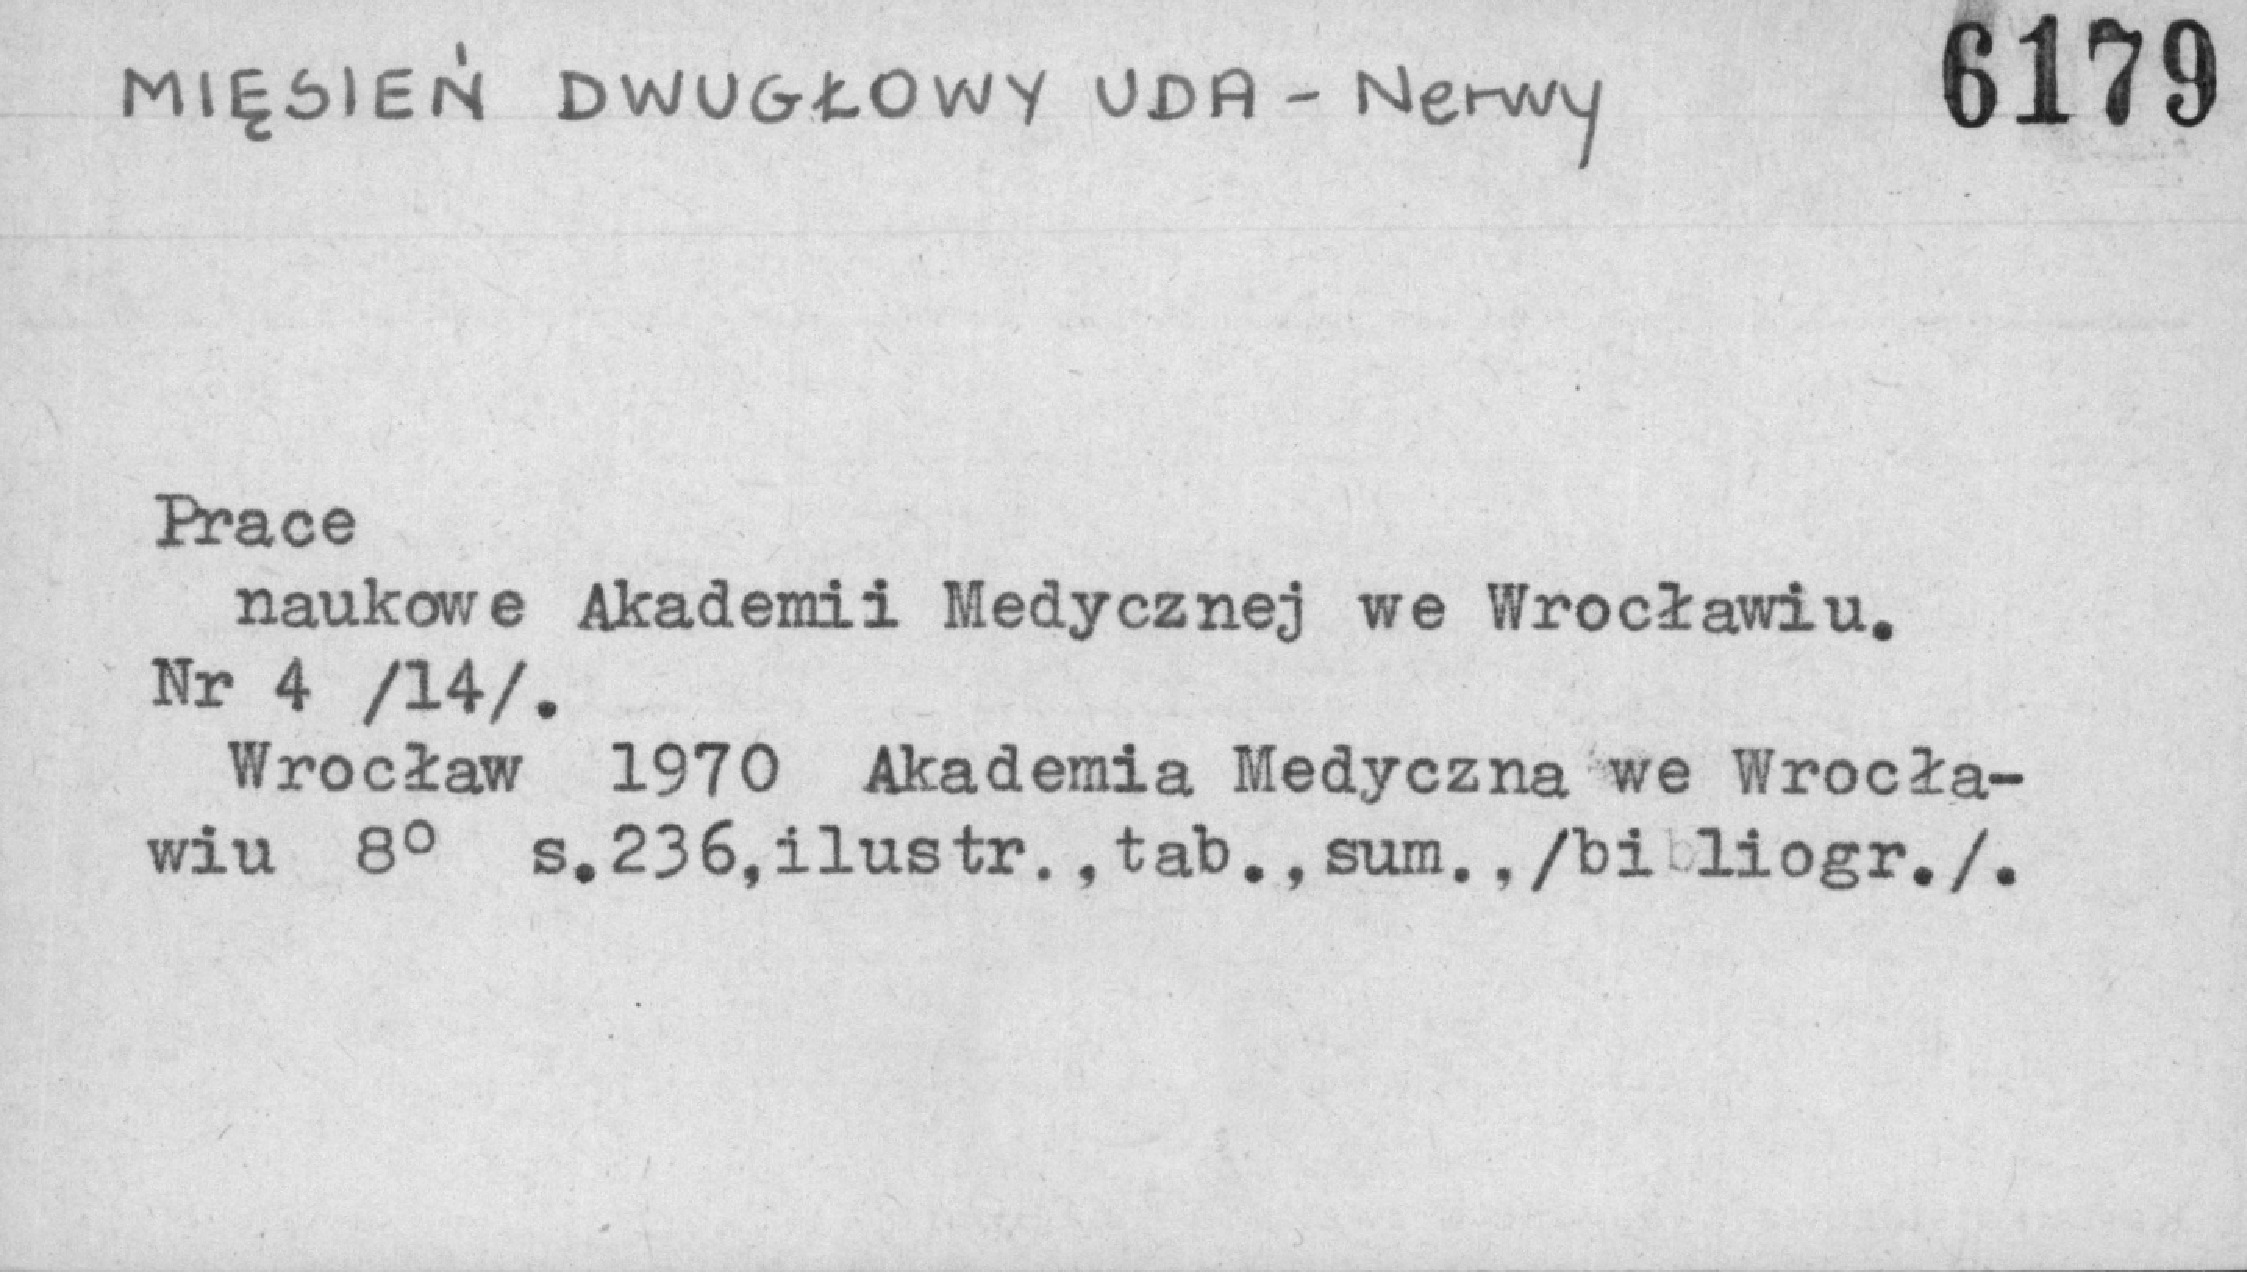 MIĘSIEŃ DWUGŁOWY UDA - Nerwy 6179
Prace
naukowe Akademii Medycznej we Wrocławiu.
Nr 4 /14/.
Wrocław 1970 Akademia Medyczna we Wrocła-
wiu 8° s.236,ilustr.,tab.,sum.,/bibliogr./.